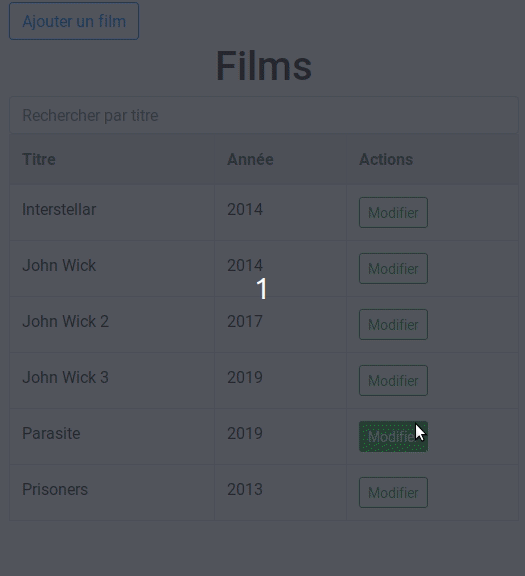 Ajouter un film
Films
Rechercher par titre
Titre Année Actions
Interstellar 2014 Modifier
John Wick 2014 Modifier
1
John Wick 2 2017 Modifier
John Wick 3 2019 Modifier
Parasite 2019 Modifier
Prisoners 2013 Modifier